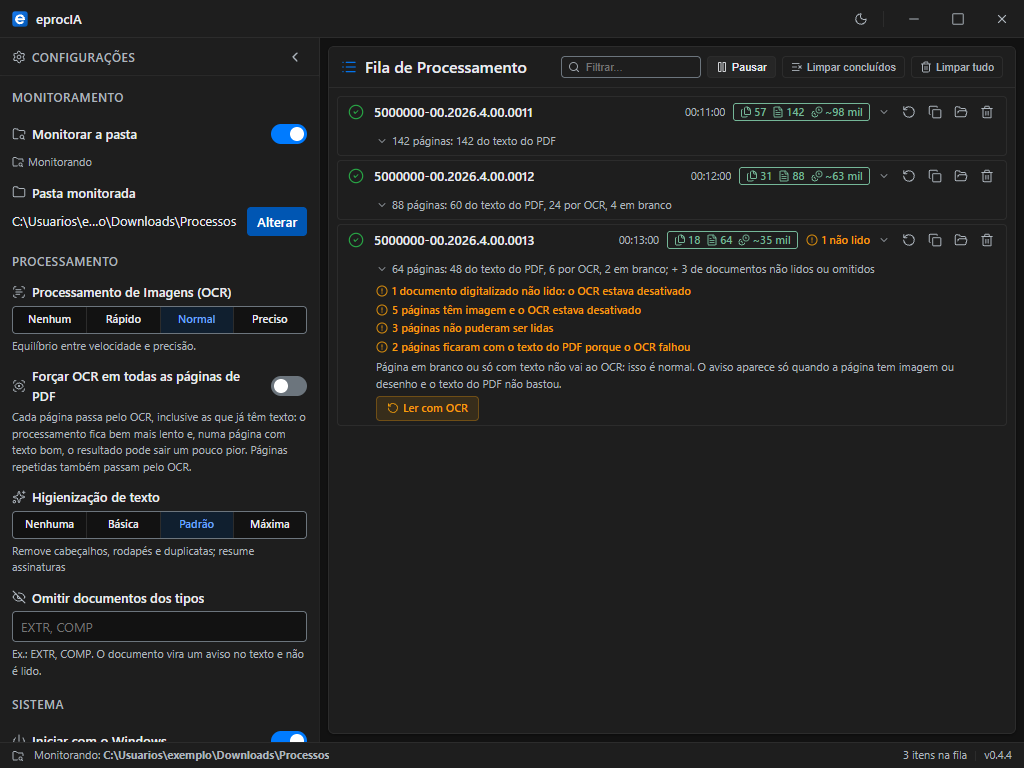 eprocIA
CONFIGURAÇÕES
MONITORAMENTO
Monitorar a pasta
Monitorando
Pasta monitorada
C:\Usuarios\e...o\Downloads\Processos
Alterar
PROCESSAMENTO
Processamento de Imagens (OCR)
Nenhum Rápido Normal Preciso
Equilíbrio entre velocidade e precisão.
Forçar OCR em todas as páginas de
PDF
Cada página passa pelo OCR, inclusive as que já têm texto: o
processamento fica bem mais lento e, numa página com
texto bom, o resultado pode sair um pouco pior. Páginas
repetidas também passam pelo OCR.
Higienização de texto
Nenhuma Básica Padrão Máxima
Remove cabeçalhos, rodapés e duplicatas; resume
assinaturas
Omitir documentos dos tipos
EXTR, COMP
Ex.: EXTR, COMP. O documento vira um aviso no texto e não
é lido.
SISTEMA
Iniciar com o Windows
Fila de Processamento
Filtrar...
Pausar
Limpar concluídos
Limpar tudo
5000000-00.2026.4.00.0011
00:11:00 57 142 ~98 mil
142 páginas: 142 do texto do PDF
5000000-00.2026.4.00.0012
00:12:00 31 88 ~63 mil
88 páginas: 60 do texto do PDF, 24 por OCR, 4 em branco
5000000-00.2026.4.00.0013
00:13:00 18 64 ~35 mil 1 não lido
64 páginas: 48 do texto do PDF, 6 por OCR, 2 em branco; + 3 de documentos não lidos ou omitidos
1 documento digitalizado não lido: o OCR estava desativado
5 páginas têm imagem e o OCR estava desativado
3 páginas não puderam ser lidas
2 páginas ficaram com o texto do PDF porque o OCR falhou
Página em branco ou só com texto não vai ao OCR: isso é normal. O aviso aparece só quando a página tem imagem ou
desenho e o texto do PDF não bastou.
Ler com OCR
Monitorando: C:\Usuarios\exemplo\Downloads\Processos
3 itens na fila
v0.4.4